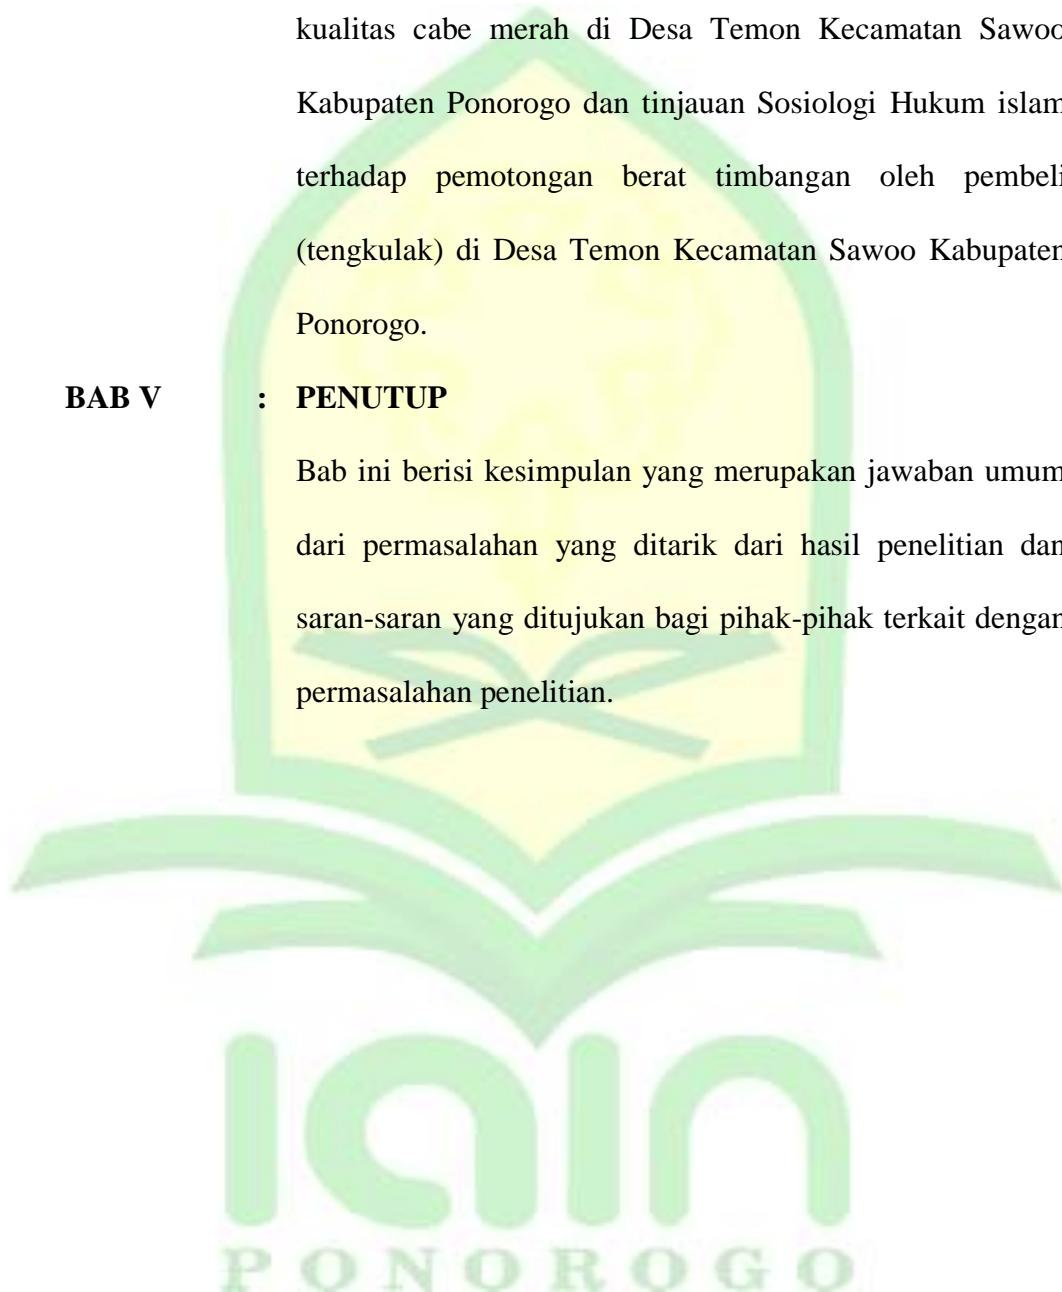 kualitas cabe merah di Desa Temon Kecamatan Sawoo
Kabupaten Ponorogo dan tinjauan Sosiologi Hukum islam
terhadap pemotongan berat timbangan oleh pembeli
(tengkulak) di Desa Temon Kecamatan Sawoo Kabupaten
Ponorogo.
BAB V : PENUTUP
Bab ini berisi kesimpulan yang merupakan jawaban umum
dari permasalahan yang ditarik dari hasil penelitian dan
saran-saran yang ditujukan bagi pihak-pihak terkait dengan
permasalahan penelitian.
iain
PONOROGO